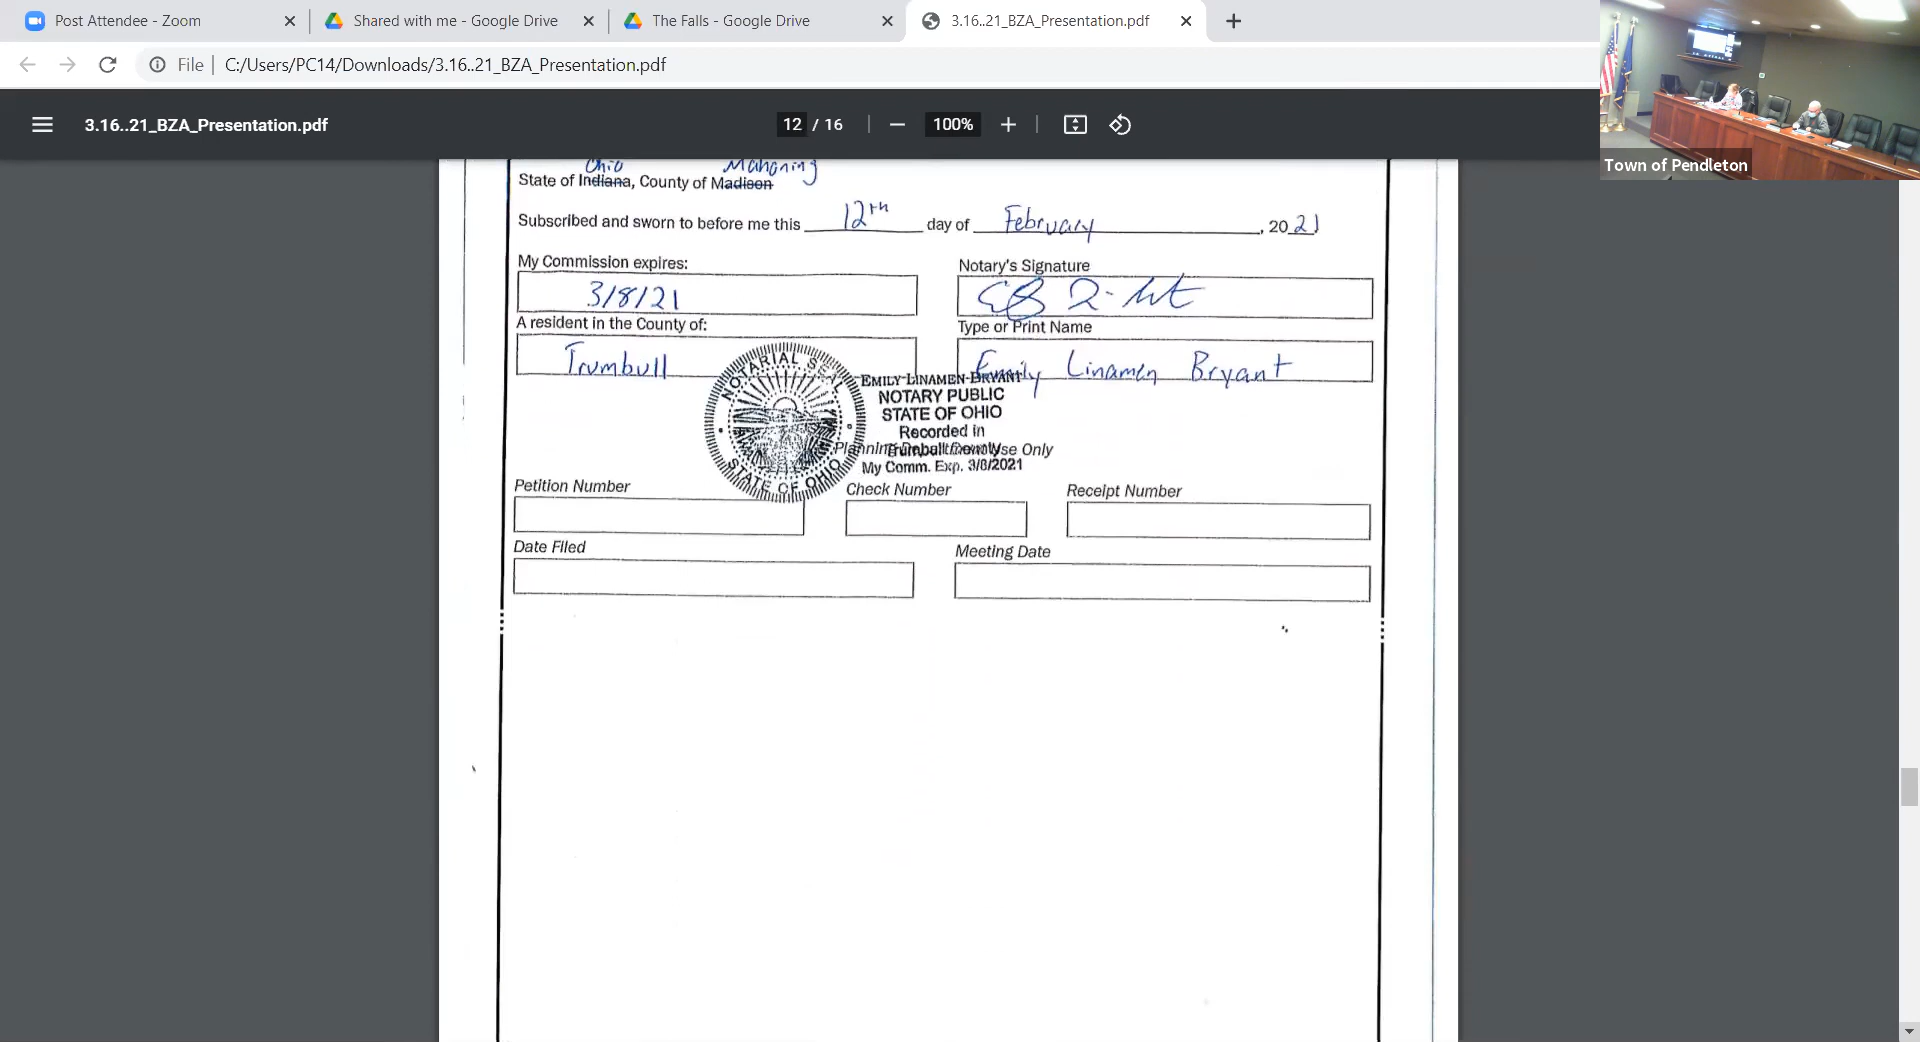 Post Attendee - Zoom
Shared with me - Google Drive
The Falls - Google Drive
3.16..21_BZA_Presentation.pdf
File
C:/Users/PC14/Downloads/3.16..21_BZA_Presentation.pdf
3.16..21_BZA_Presentation.pdf
12 / 16
100%
Town of Pendleton
Ohio Mahoning
State of Indiana, County of Madison
Subscribed and sworn to before me this 12th day of February, 2021
My Commission expires:
Notary's Signature
3/8/21
A resident in the County of:
Type or Print Name
Trumbull
Emily Linamen Bryant
NOTARIAL SEAL
STATE OF OHIO
EMILY LINAMEN-BRYANT
NOTARY PUBLIC
STATE OF OHIO
Recorded in
Trumbull County
Planning Use Only
My Comm. Exp. 3/8/2021
Petition Number
Check Number
Receipt Number
Date Filed
Meeting Date